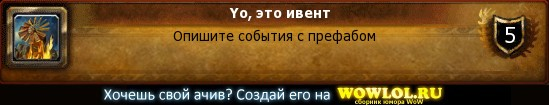 Yo, это ивент
Опишите события с префабом
5
Хочешь свой ачив? Создай его на WOWLOL.RU
сборник юмора WoW